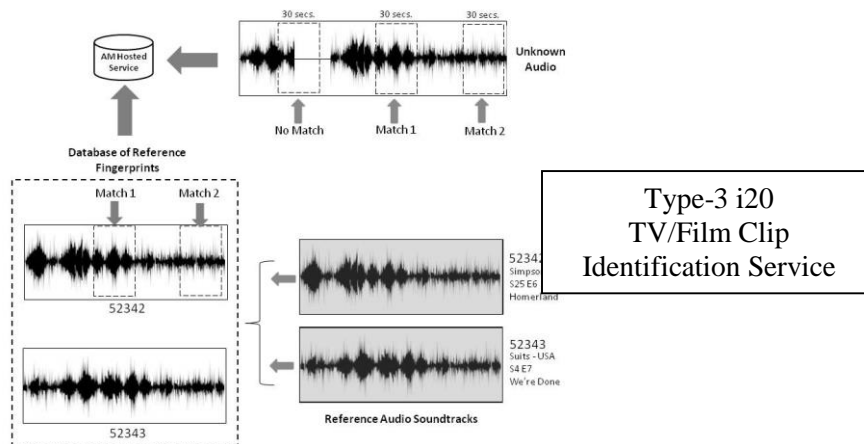 30 secs.
30 secs.
30 secs.
AM Hosted
Service
Unknown
Audio
No Match
Match 1
Match 2
Database of Reference
Fingerprints
Match 1
Match 2
52342
52343
52342
S25 E6
Homerland
52343
Suits - USA
S4 E7
We're Done
Reference Audio Soundtracks
Type-3 i20
TV/Film Clip
Identification Service